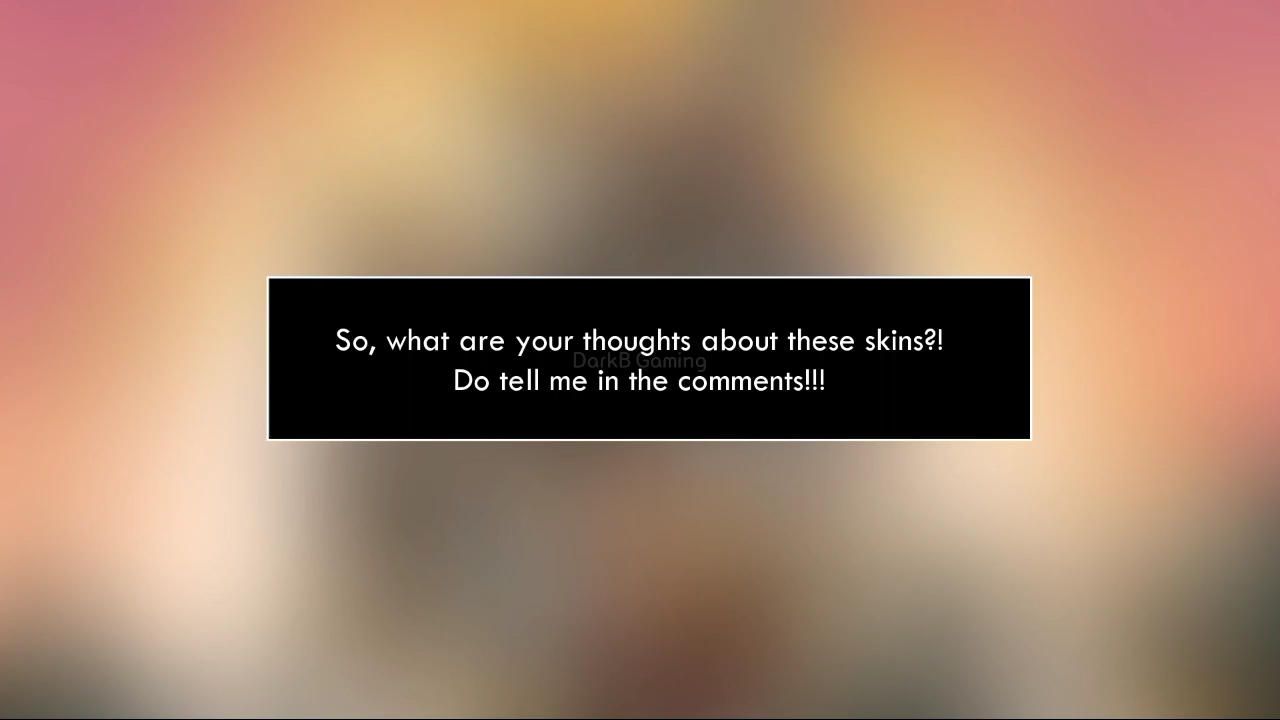 So, what are your thoughts about these skins?!
DarkB Gaming
Do tell me in the comments!!!